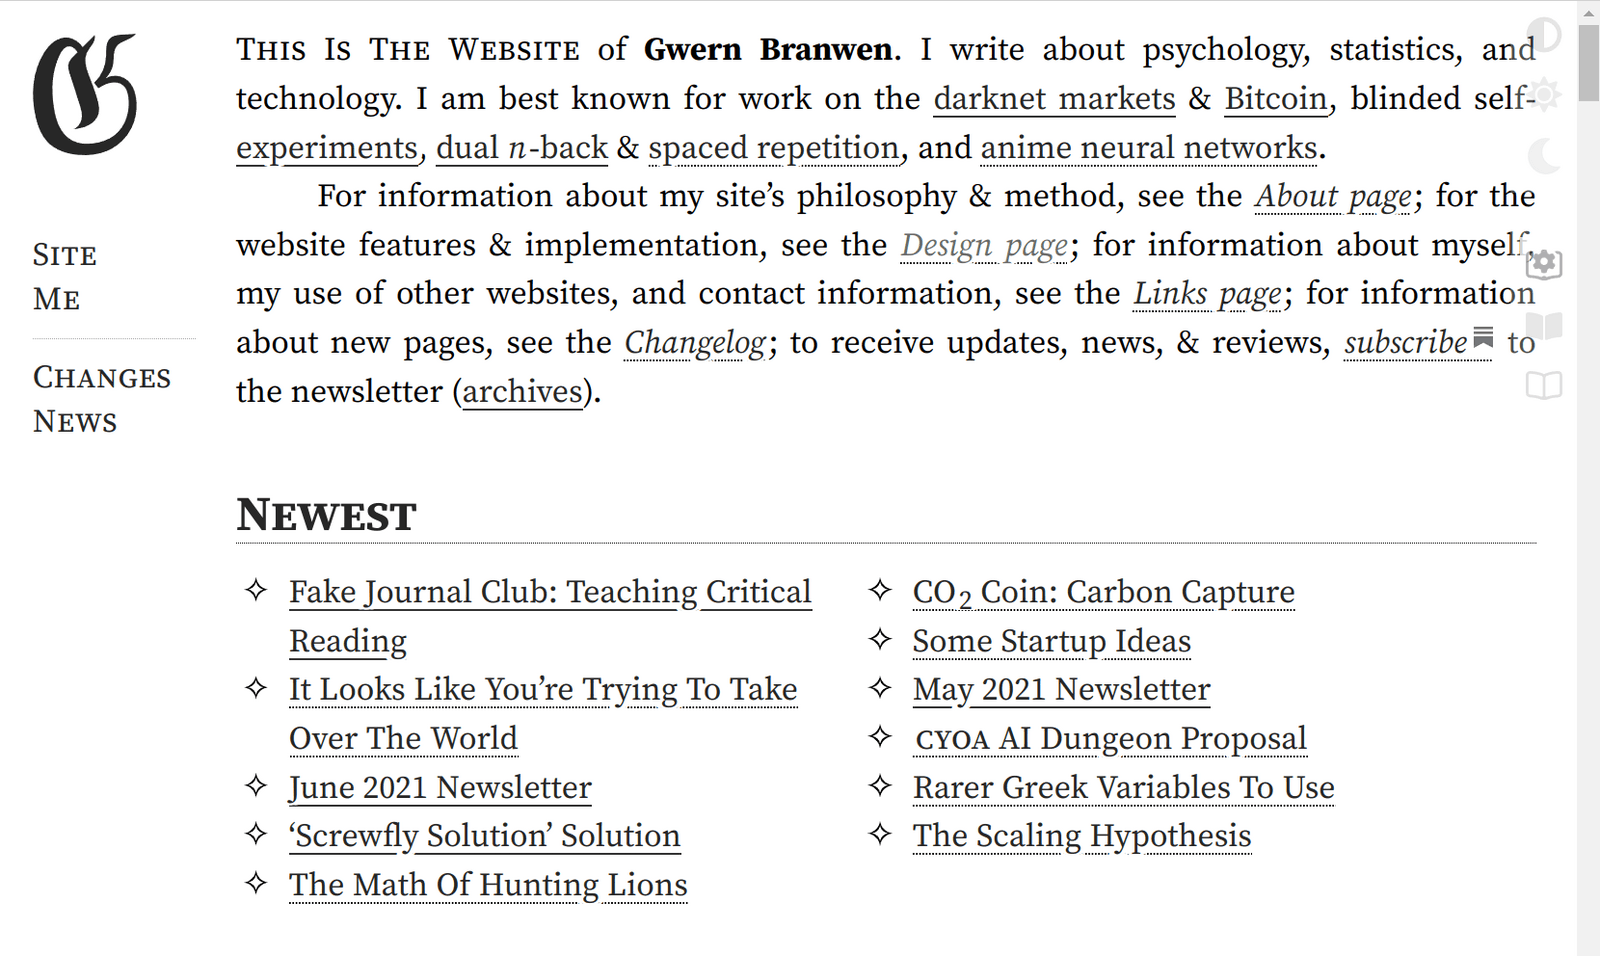 THIS IS THE WEBSITE of Gwern Branwen. I write about psychology, statistics, and
technology. I am best known for work on the darknet markets & Bitcoin, blinded self-
experiments, dual n-back & spaced repetition, and anime neural networks.
For information about my site’s philosophy & method, see the About page; for the
website features & implementation, see the Design page; for information about myself,
my use of other websites, and contact information, see the Links page; for information
about new pages, see the Changelog; to receive updates, news, & reviews, subscribe to
the newsletter (archives).
SITE
ME
CHANGES
NEWS
NEWEST
Fake Journal Club: Teaching Critical
Reading
It Looks Like You’re Trying To Take
Over The World
June 2021 Newsletter
‘Screwfly Solution’ Solution
The Math Of Hunting Lions
CO₂ Coin: Carbon Capture
Some Startup Ideas
May 2021 Newsletter
CYOA AI Dungeon Proposal
Rarer Greek Variables To Use
The Scaling Hypothesis